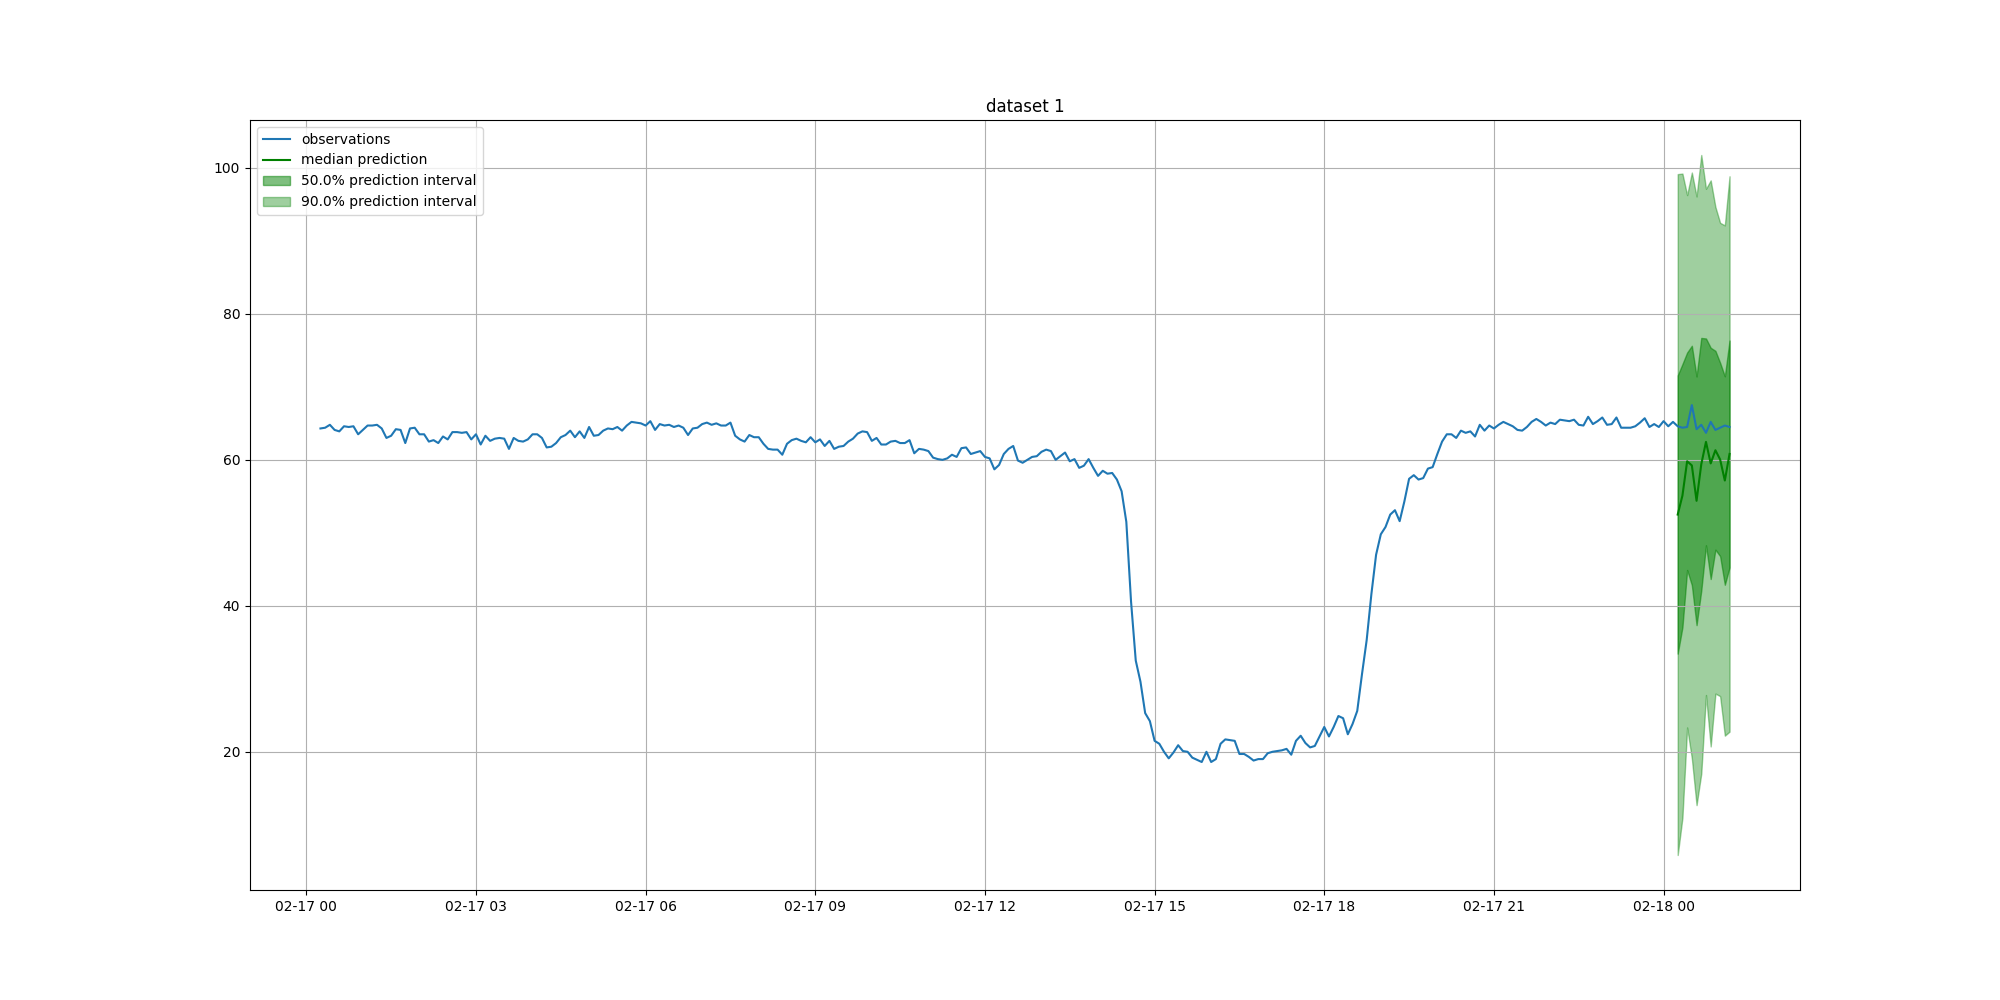 dataset 1
observations
median prediction
50.0% prediction interval
90.0% prediction interval
100
80
60
40
20
02-17 00
02-17 03
02-17 06
02-17 09
02-17 12
02-17 15
02-17 18
02-17 21
02-18 00